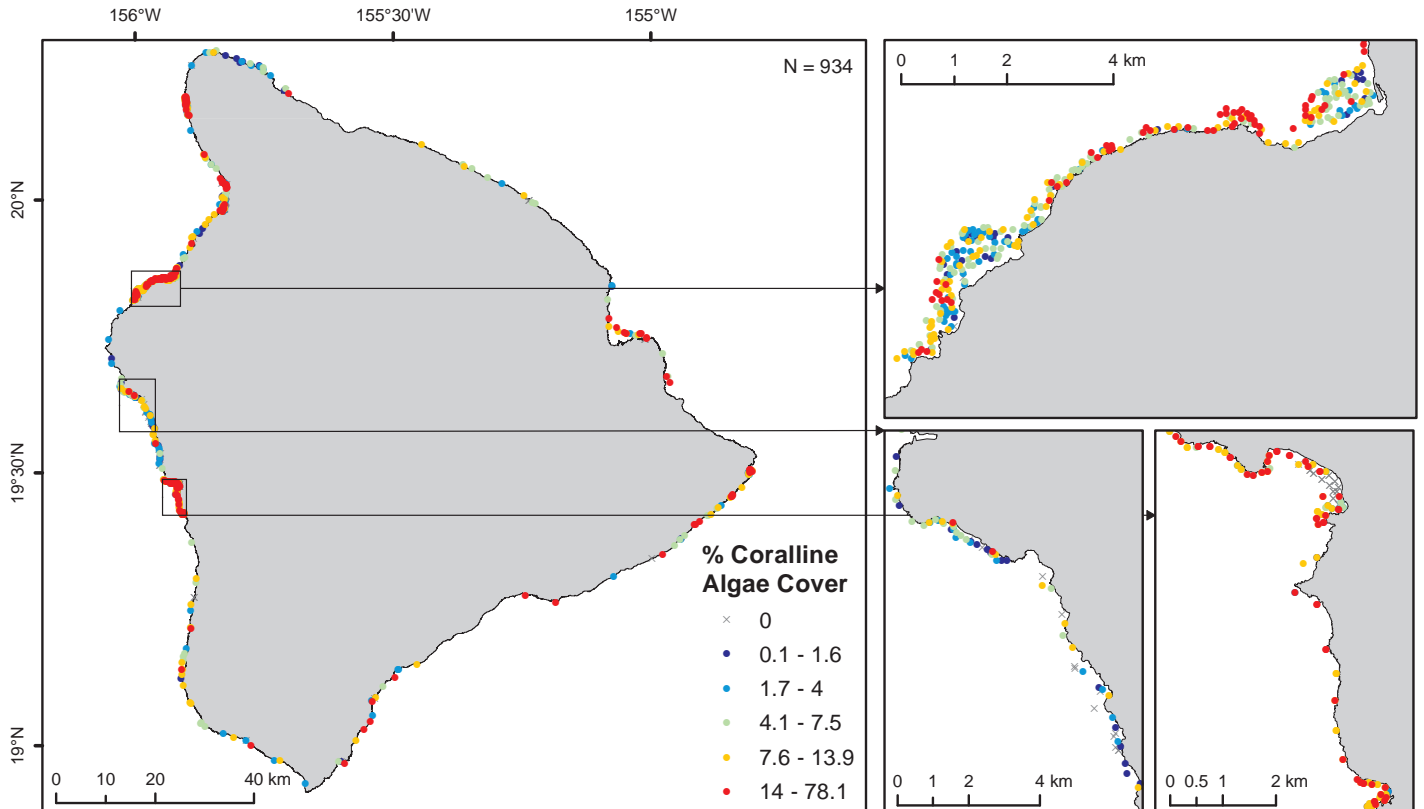 156°W 155°30'W 155°W
N = 934
20°N
19°30'N
19°N
% Coralline
Algae Cover
× 0
0.1 - 1.6
1.7 - 4
4.1 - 7.5
7.6 - 13.9
14 - 78.1
0 10 20 40 km
0 1 2 4 km
0 1 2 4 km
0 0.5 1 2 km